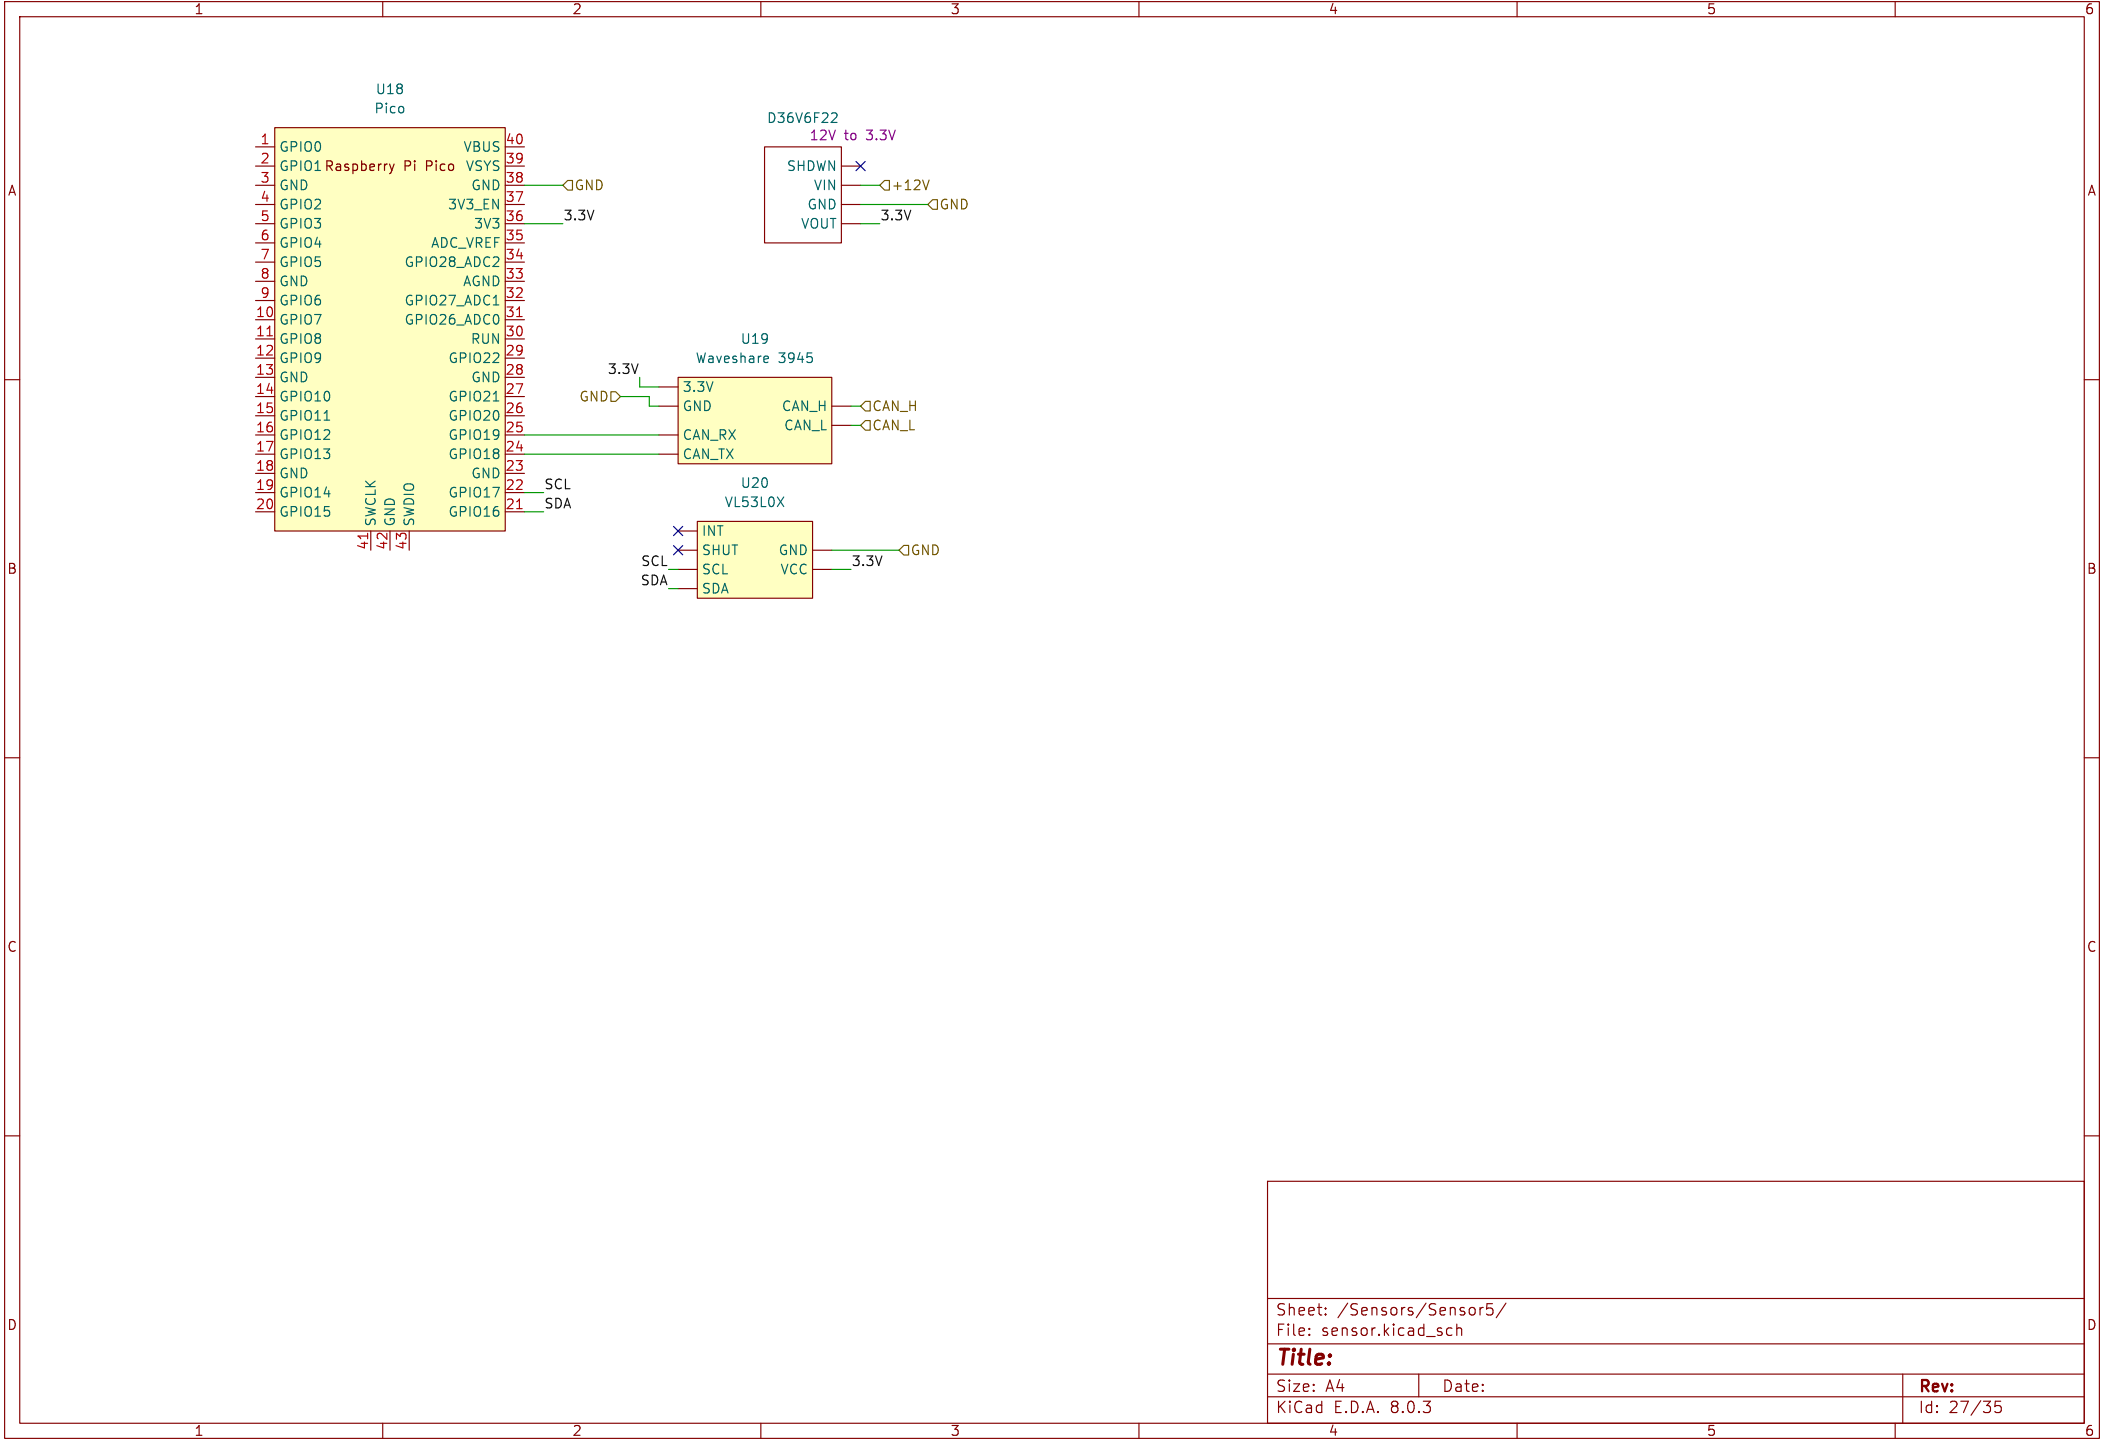 1 2 3 4 5 6
A A
B B
C C
D D
U18
Pico
Raspberry Pi Pico
1 GPIO0 VBUS 40
2 GPIO1 VSYS 39
3 GND GND 38 GND
4 GPIO2 3V3_EN 37
5 GPIO3 3V3 36 3.3V
6 GPIO4 ADC_VREF 35
7 GPIO5 GPIO28_ADC2 34
8 GND AGND 33
9 GPIO6 GPIO27_ADC1 32
10 GPIO7 GPIO26_ADC0 31
11 GPIO8 RUN 30
12 GPIO9 GPIO22 29
13 GND GND 28
14 GPIO10 GPIO21 27
15 GPIO11 GPIO20 26
16 GPIO12 GPIO19 25
17 GPIO13 GPIO18 24
18 GND GND 23
19 GPIO14 GPIO17 22 SCL
20 GPIO15 GPIO16 21 SDA
SWCLK GND SWDIO
41 42 43
D36V6F22
12V to 3.3V
SHDWN
VIN +12V
GND GND
VOUT 3.3V
U19
Waveshare 3945
3.3V 3.3V
GND GND CAN_H CAN_H
CAN_L CAN_L
CAN_RX
CAN_TX
U20
VL53L0X
INT
SHUT GND GND
SCL SCL VCC 3.3V
SDA SDA
Sheet: /Sensors/Sensor5/
File: sensor.kicad_sch
Title:
Size: A4 Date: Rev:
KiCad E.D.A. 8.0.3 Id: 27/35
1 2 3 4 5 6